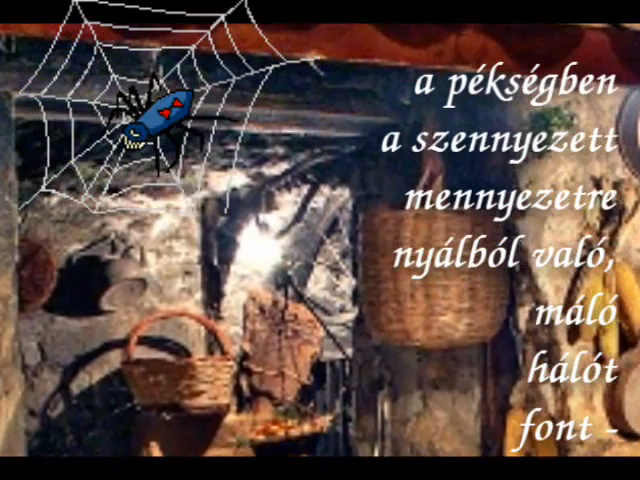 a pékségben
a szennyezett
mennyezetre
nyálból való,
máló
hálót
font -